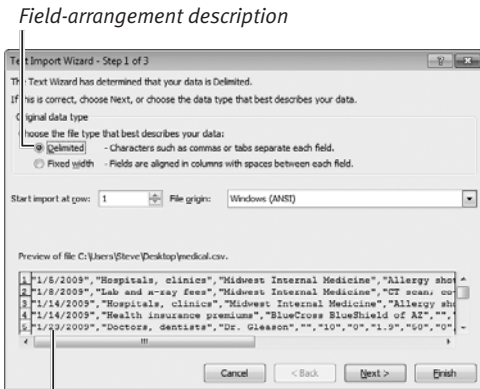 Field-arrangement description
Text Import Wizard - Step 1 of 3
The Text Wizard has determined that your data is Delimited.
If this is correct, choose Next, or choose the data type that best describes your data.
Original data type
Choose the file type that best describes your data:
Delimited - Characters such as commas or tabs separate each field.
Fixed width - Fields are aligned in columns with spaces between each field.
Start import at row: 1 File origin: Windows (ANSI)
Preview of file C:\Users\Steve\Desktop\medical.csv.
1 "1/5/2009","Hospitals, clinics","Midwest Internal Medicine","Allergy shot
2 "1/8/2009","Lab and x-ray fees","Midwest Internal Medicine","CT scan, co-
3 "1/14/2009","Hospitals, clinics","Midwest Internal Medicine","Allergy sho
4 "1/14/2009","Health insurance premiums","BlueCross BlueShield of AZ","","
5 "1/23/2009","Doctors, dentists","Dr. Gleason","","10","0","1.9","50","0"
Cancel < Back Next > Finish